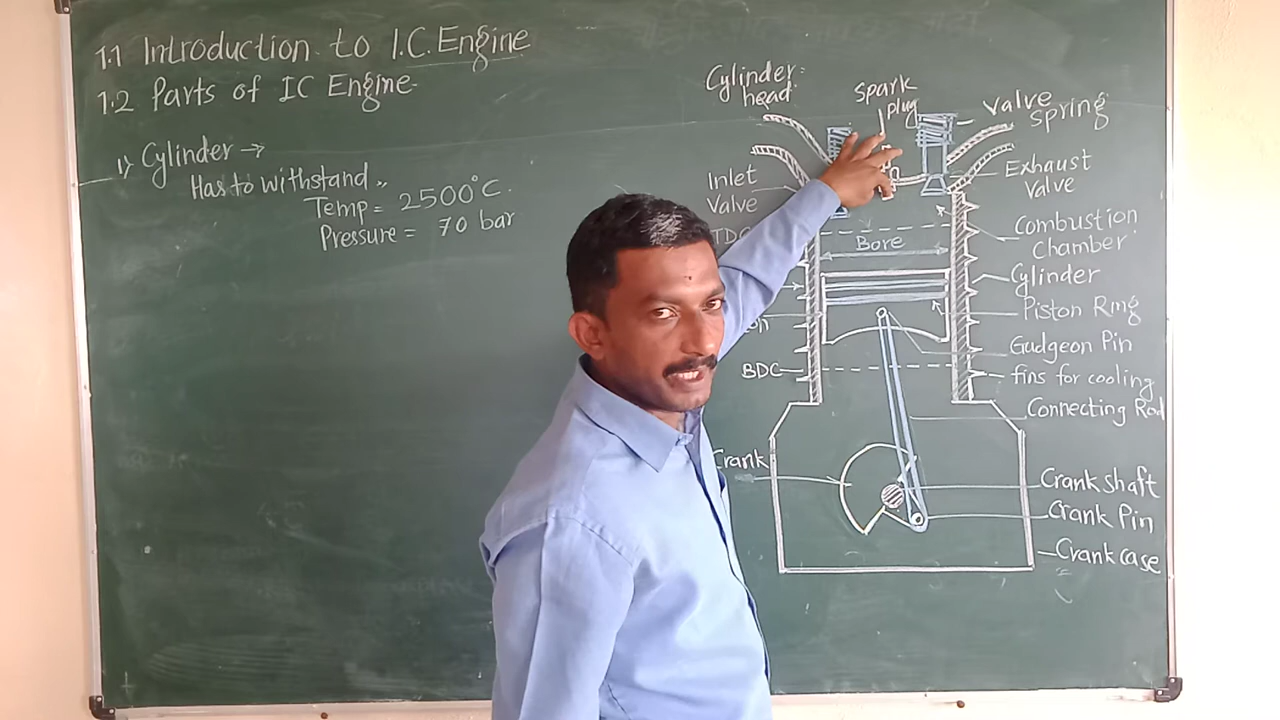 1.1 Introduction to I.C. Engine
1.2 Parts of IC Engine
1) Cylinder →
Has to withstand
Temp = 2500°C.
Pressure = 70 bar
Cylinder
head
Spark
plug
Valve
Spring
Inlet
Valve
Exhaust
Valve
TDC
Bore
Combustion
Chamber
Cylinder
Piston Ring
Gudgeon Pin
BDC
fins for cooling
Connecting Rod
Crank
Crank shaft
Crank Pin
Crank case